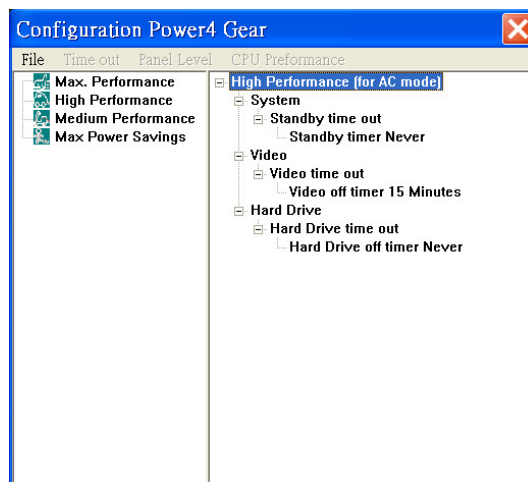 Configuration Power4 Gear
File Time out Panel Level CPU Preformance
Max. Performance
High Performance
Medium Performance
Max Power Savings
High Performance (for AC mode)
System
Standby time out
Standby timer Never
Video
Video time out
Video off timer 15 Minutes
Hard Drive
Hard Drive time out
Hard Drive off timer Never